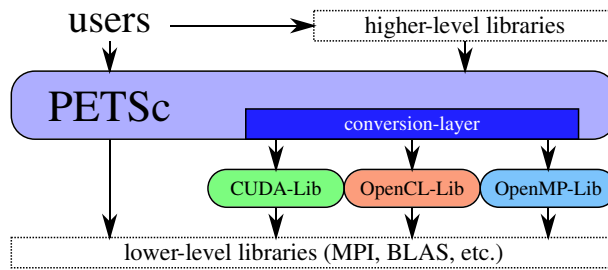 users
higher-level libraries
PETSc
conversion-layer
CUDA-Lib
OpenCL-Lib
OpenMP-Lib
lower-level libraries (MPI, BLAS, etc.)